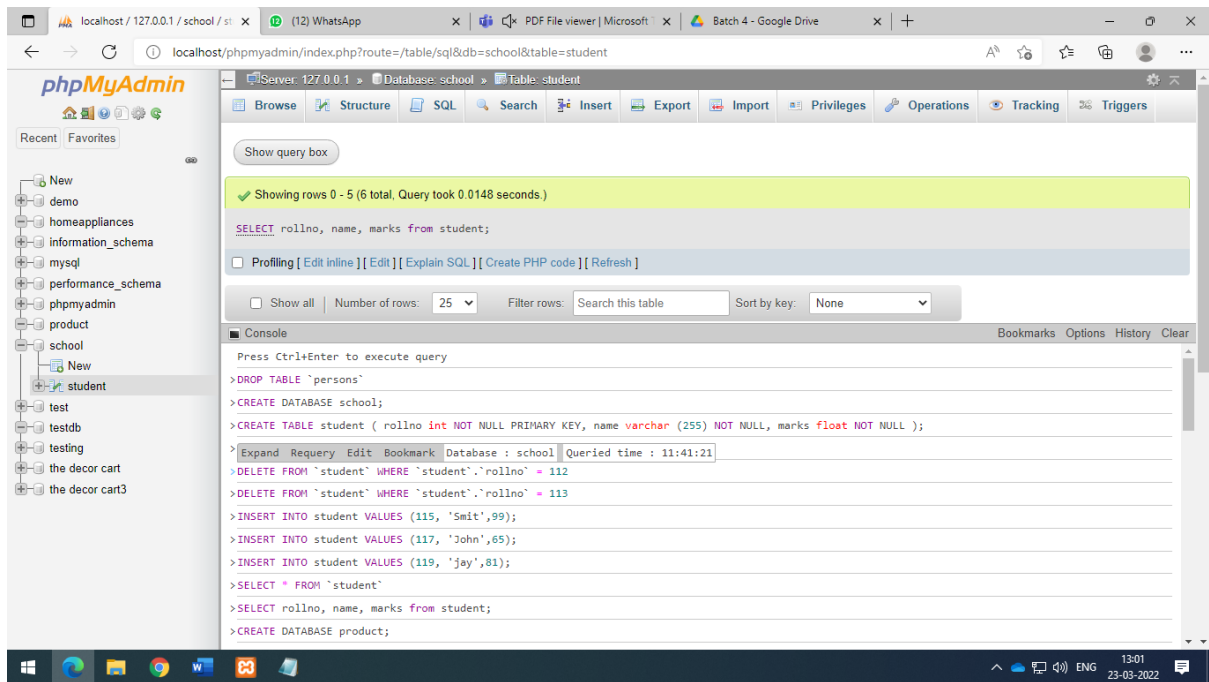 localhost / 127.0.0.1 / school / st
(12) WhatsApp
PDF File viewer | Microsoft T
Batch 4 - Google Drive
localhost/phpmyadmin/index.php?route=/table/sql&db=school&table=student
phpMyAdmin
Recent Favorites
New
demo
homeappliances
information_schema
mysql
performance_schema
phpmyadmin
product
school
New
student
test
testdb
testing
the decor cart
the decor cart3
Server: 127.0.0.1 » Database: school » Table: student
Browse Structure SQL Search Insert Export Import Privileges Operations Tracking Triggers
Show query box
Showing rows 0 - 5 (6 total, Query took 0.0148 seconds.)
SELECT rollno, name, marks from student;
Profiling [ Edit inline ] [ Edit ] [ Explain SQL ] [ Create PHP code ] [ Refresh ]
Show all | Number of rows: 25 Filter rows: Search this table Sort by key: None
Console Bookmarks Options History Clear
Press Ctrl+Enter to execute query
>DROP TABLE `persons`
>CREATE DATABASE school;
>CREATE TABLE student ( rollno int NOT NULL PRIMARY KEY, name varchar (255) NOT NULL, marks float NOT NULL );
> Expand Requery Edit Bookmark Database : school Queried time : 11:41:21
>DELETE FROM `student` WHERE `student`.`rollno` = 112
>DELETE FROM `student` WHERE `student`.`rollno` = 113
>INSERT INTO student VALUES (115, 'Smit',99);
>INSERT INTO student VALUES (117, 'John',65);
>INSERT INTO student VALUES (119, 'jay',81);
>SELECT * FROM `student`
>SELECT rollno, name, marks from student;
>CREATE DATABASE product;
ENG
13:01
23-03-2022